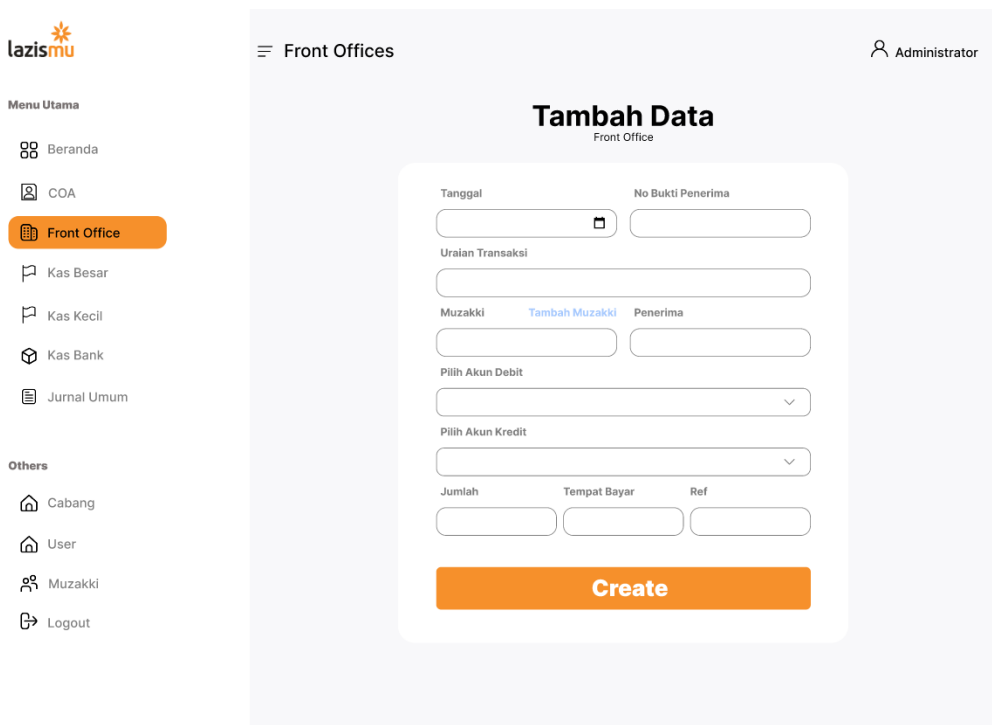 lazismu
Front Offices
Administrator
Menu Utama
Beranda
COA
Front Office
Kas Besar
Kas Kecil
Kas Bank
Jurnal Umum
Others
Cabang
User
Muzakki
Logout
Tambah Data
Front Office
Tanggal No Bukti Penerima
Uraian Transaksi
Muzakki Tambah Muzakki Penerima
Pilih Akun Debit
Pilih Akun Kredit
Jumlah Tempat Bayar Ref
Create